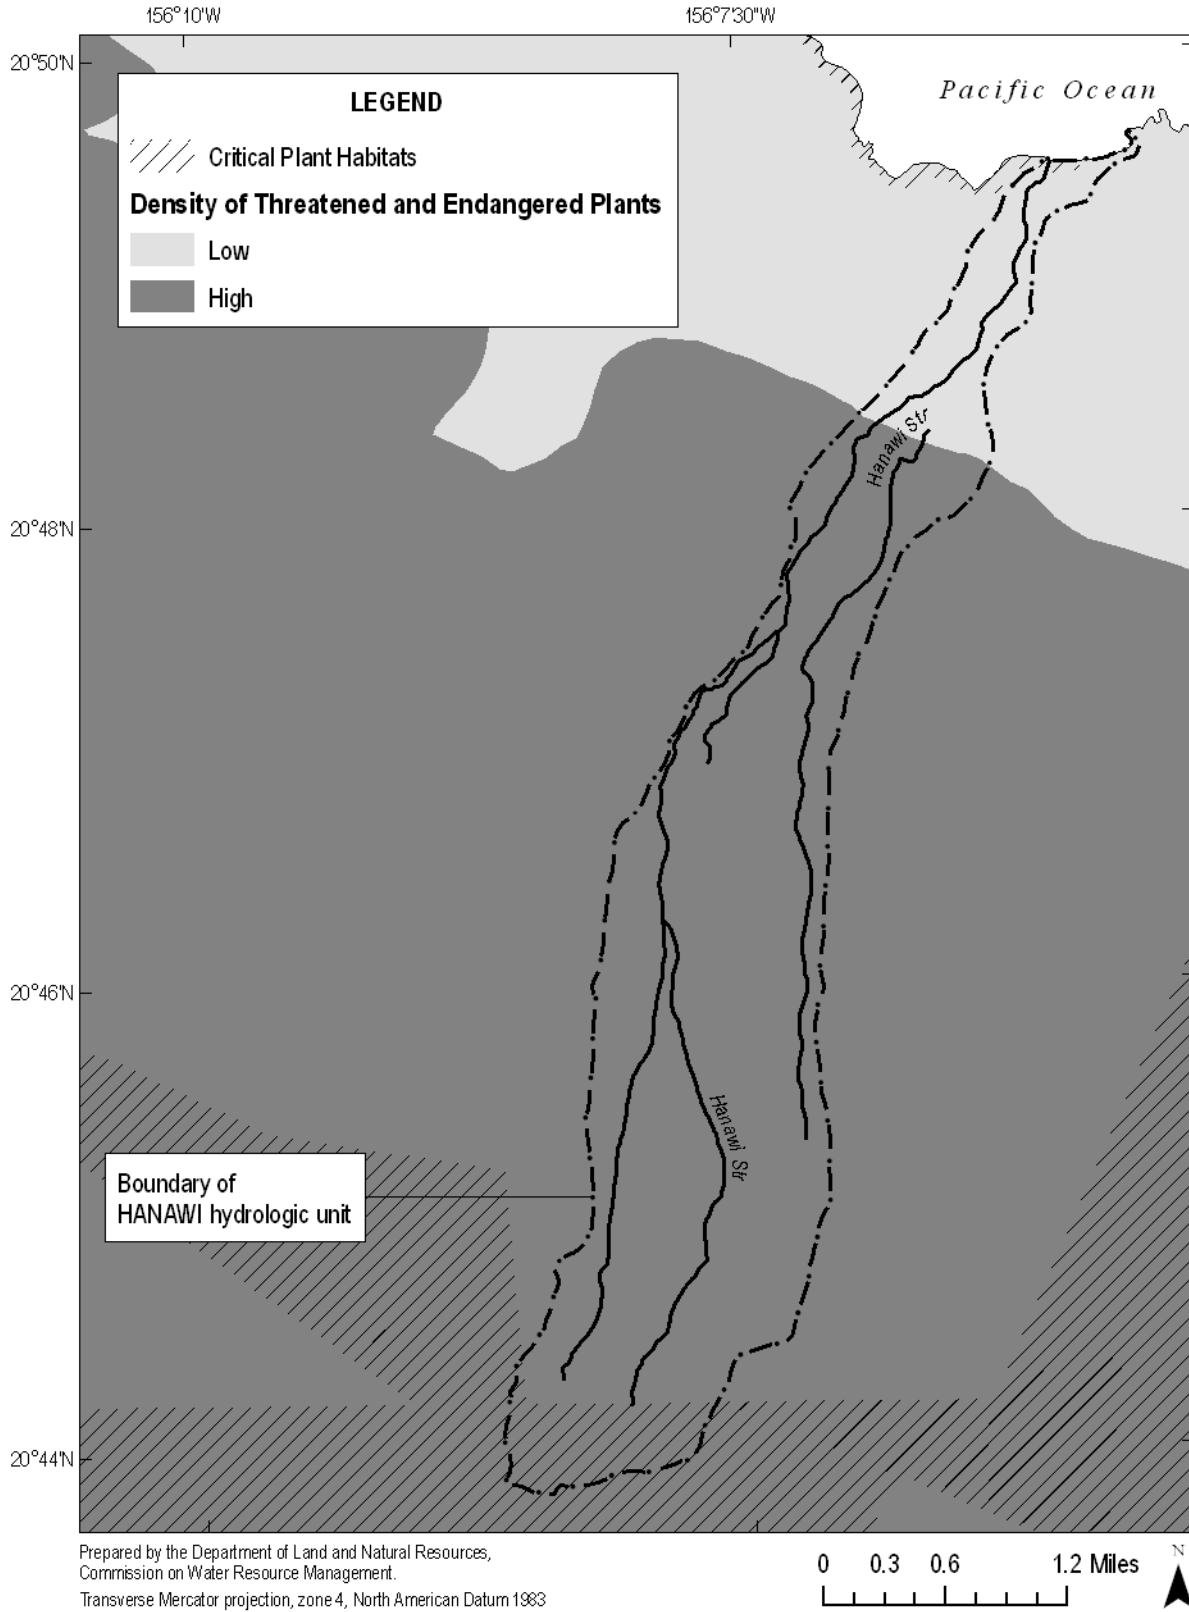 156°10'W
156°7'30"W
20°50'N
Pacific Ocean
LEGEND
Critical Plant Habitats
Density of Threatened and Endangered Plants
Low
High
Hanawi Str
20°48'N
20°46'N
Hanawi Str
Boundary of
HANAWI hydrologic unit
20°44'N
Prepared by the Department of Land and Natural Resources,
Commission on Water Resource Management.
Transverse Mercator projection, zone 4, North American Datum 1983
0 0.3 0.6 1.2 Miles
N